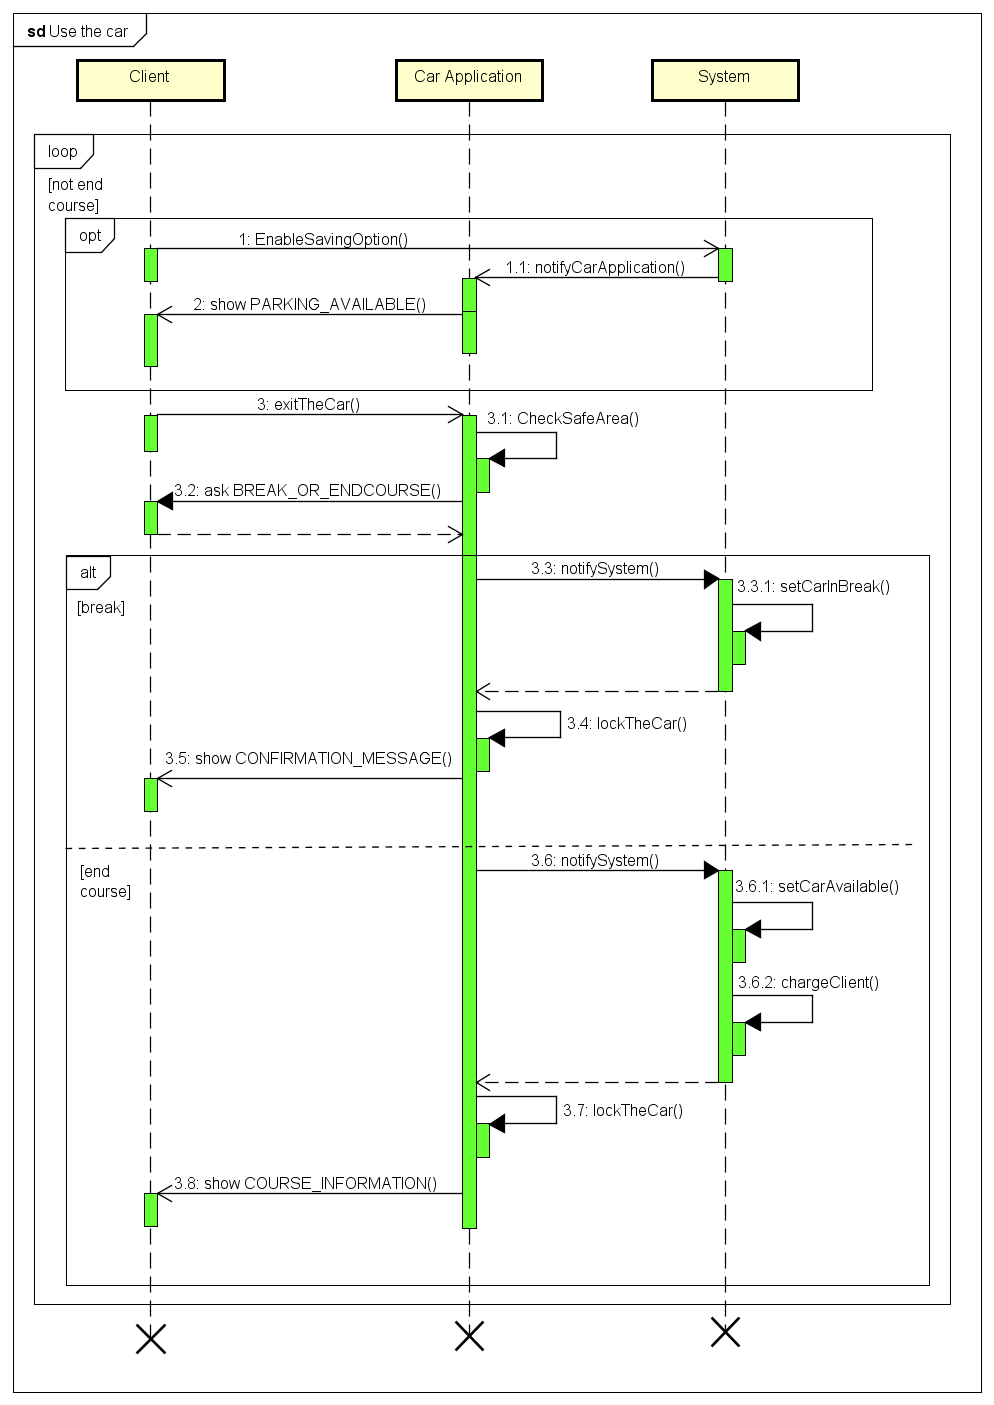 sd Use the car
Client
Car Application
System
loop
[not end
course]
opt
1: EnableSavingOption()
1.1: notifyCarApplication()
2: show PARKING_AVAILABLE()
3: exitTheCar()
3.1: CheckSafeArea()
3.2: ask BREAK_OR_ENDCOURSE()
alt
[break]
3.3: notifySystem()
3.3.1: setCarInBreak()
3.4: lockTheCar()
3.5: show CONFIRMATION_MESSAGE()
[end
course]
3.6: notifySystem()
3.6.1: setCarAvailable()
3.6.2: chargeClient()
3.7: lockTheCar()
3.8: show COURSE_INFORMATION()